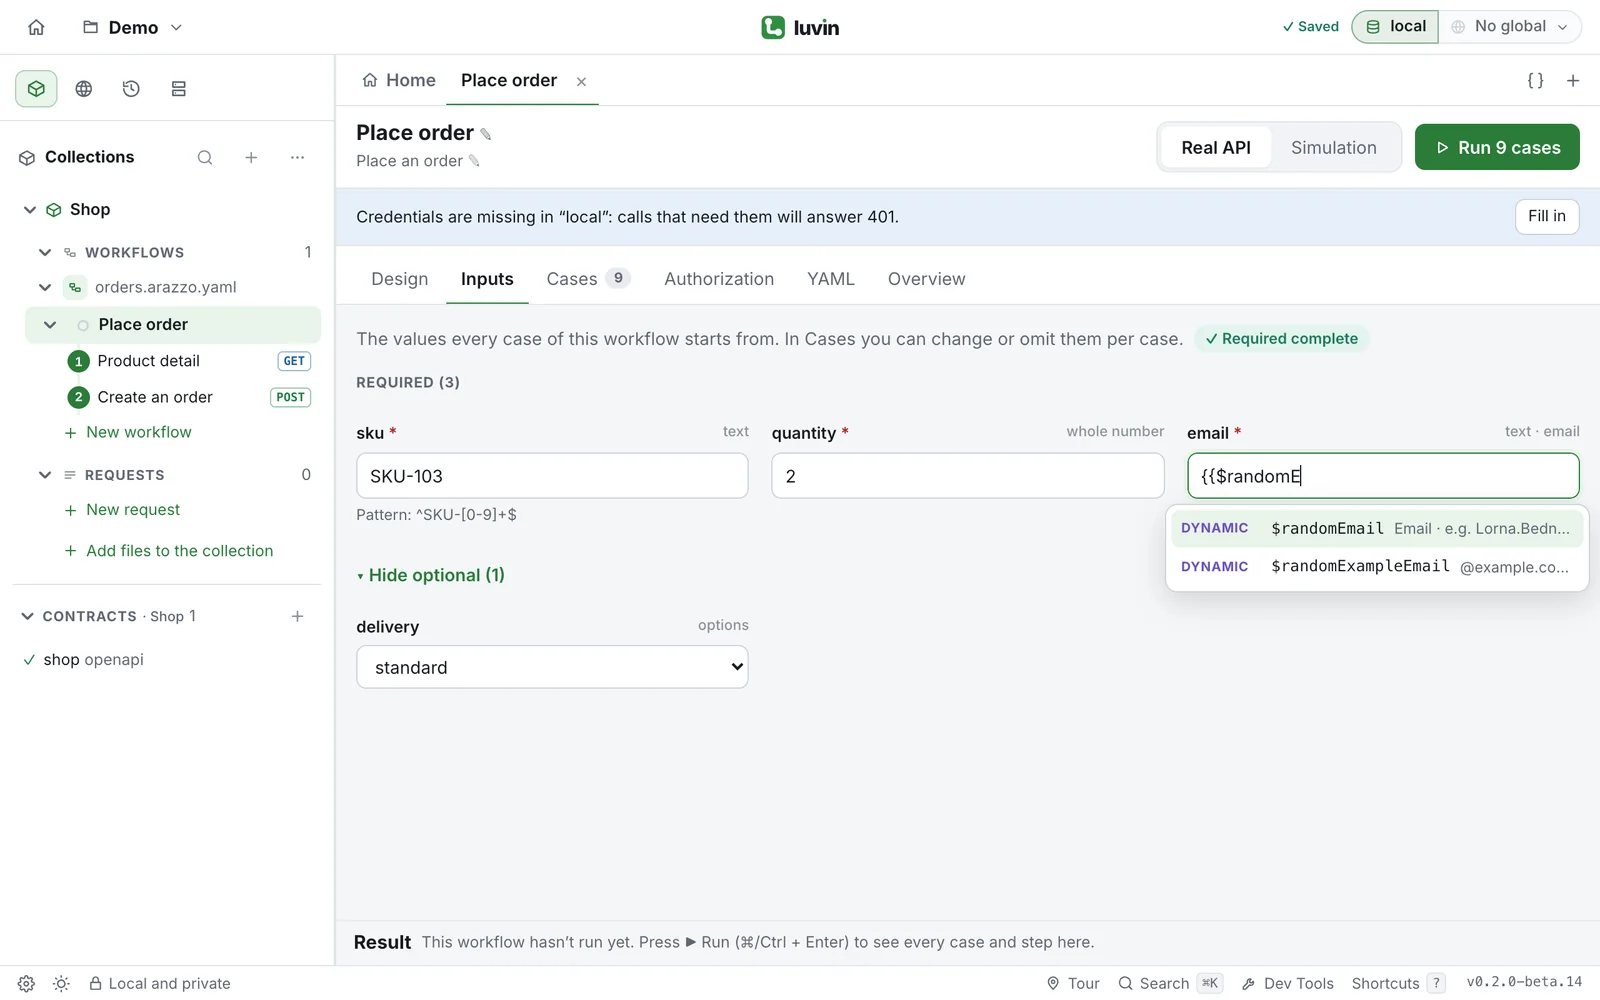 Demo
luvin
✓ Saved
local
No global
Home
Place order ×
{ } +
Collections
Place order
Place an order
Real API
Simulation
Run 9 cases
Credentials are missing in “local”: calls that need them will answer 401.
Fill in
Shop
WORKFLOWS 1
orders.arazzo.yaml
Place order
1 Product detail GET
2 Create an order POST
+ New workflow
REQUESTS 0
+ New request
+ Add files to the collection
CONTRACTS · Shop 1 +
✓ shop openapi
Design
Inputs
Cases 9
Authorization
YAML
Overview
The values every case of this workflow starts from. In Cases you can change or omit them per case.
✓ Required complete
REQUIRED (3)
sku * text
SKU-103
Pattern: ^SKU-[0-9]+$
quantity * whole number
2
email * text · email
{{$randomE
DYNAMIC $randomEmail Email · e.g. Lorna.Bedn...
DYNAMIC $randomExampleEmail @example.co...
▾ Hide optional (1)
delivery options
standard
Result This workflow hasn’t run yet. Press ► Run (⌘/Ctrl + Enter) to see every case and step here.
Local and private
Tour
Search ⌘K
Dev Tools
Shortcuts ?
v0.2.0-beta.14